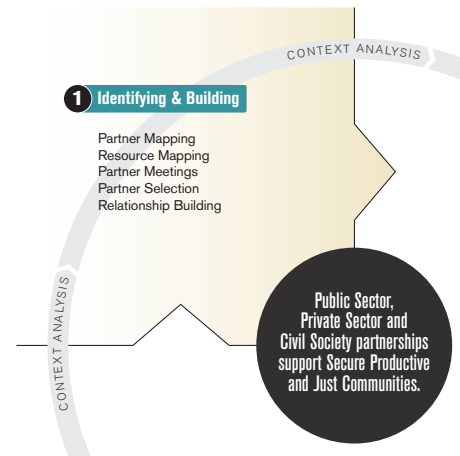 CONTEXT ANALYSIS
1 Identifying & Building
Partner Mapping
Resource Mapping
Partner Meetings
Partner Selection
Relationship Building
CONTEXT ANALYSIS
Public Sector,
Private Sector and
Civil Society partnerships
support Secure Productive
and Just Communities.